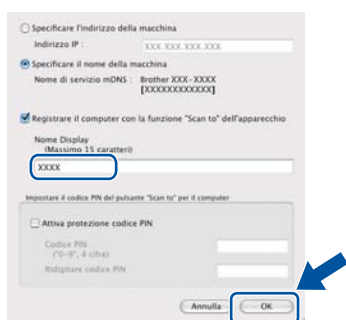 Specificare l'indirizzo della macchina
Indirizzo IP : XXX.XXX.XXX.XXX
Specificare il nome della macchina
Nome di servizio mDNS : Brother XXX-XXXX
[XXXXXXXXXXXX]
Registrare il computer con la funzione "Scan to" dell'apparecchio
Nome Display
(Massimo 15 caratteri)
XXXX
Impostare il codice PIN del pulsante "Scan to" per il computer
Attiva protezione codice PIN
Codice PIN
("0-9", 4 cifre)
Ridigitare codice PIN
Annulla OK